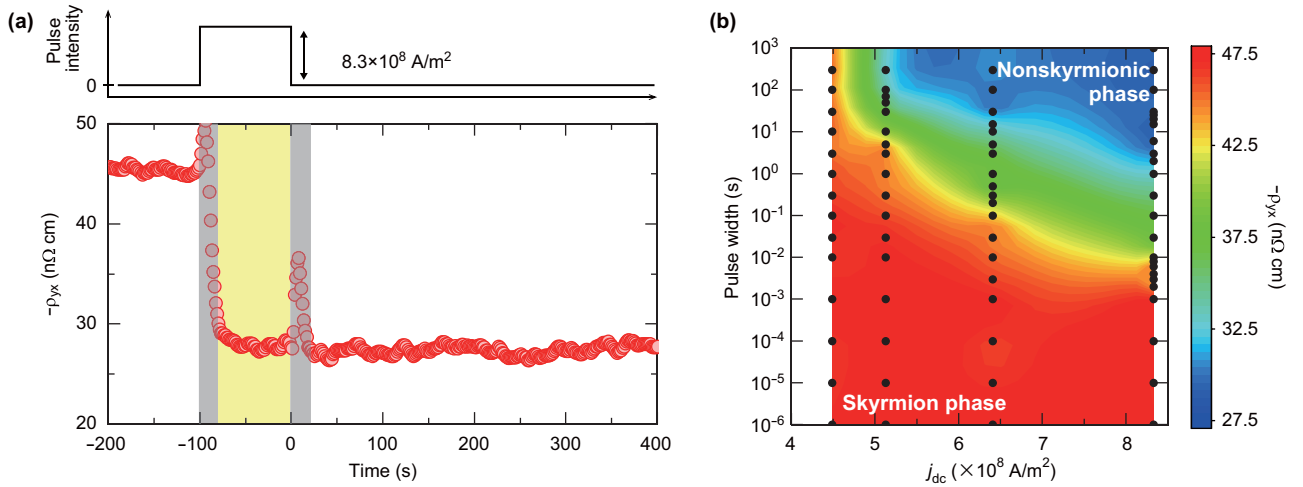 (a)
Pulse
intensity
0
8.3×10⁸ A/m²
50
40
30
20
−ρyx (nΩ cm)
−200 −100 0 100 200 300 400
Time (s)
(b)
10³
10²
10¹
10⁰
10⁻¹
10⁻²
10⁻³
10⁻⁴
10⁻⁵
10⁻⁶
Pulse width (s)
Nonskyrmionic
phase
Skyrmion phase
4 5 6 7 8
jdc (×10⁸ A/m²)
47.5
42.5
37.5
32.5
27.5
−ρyx (nΩ cm)